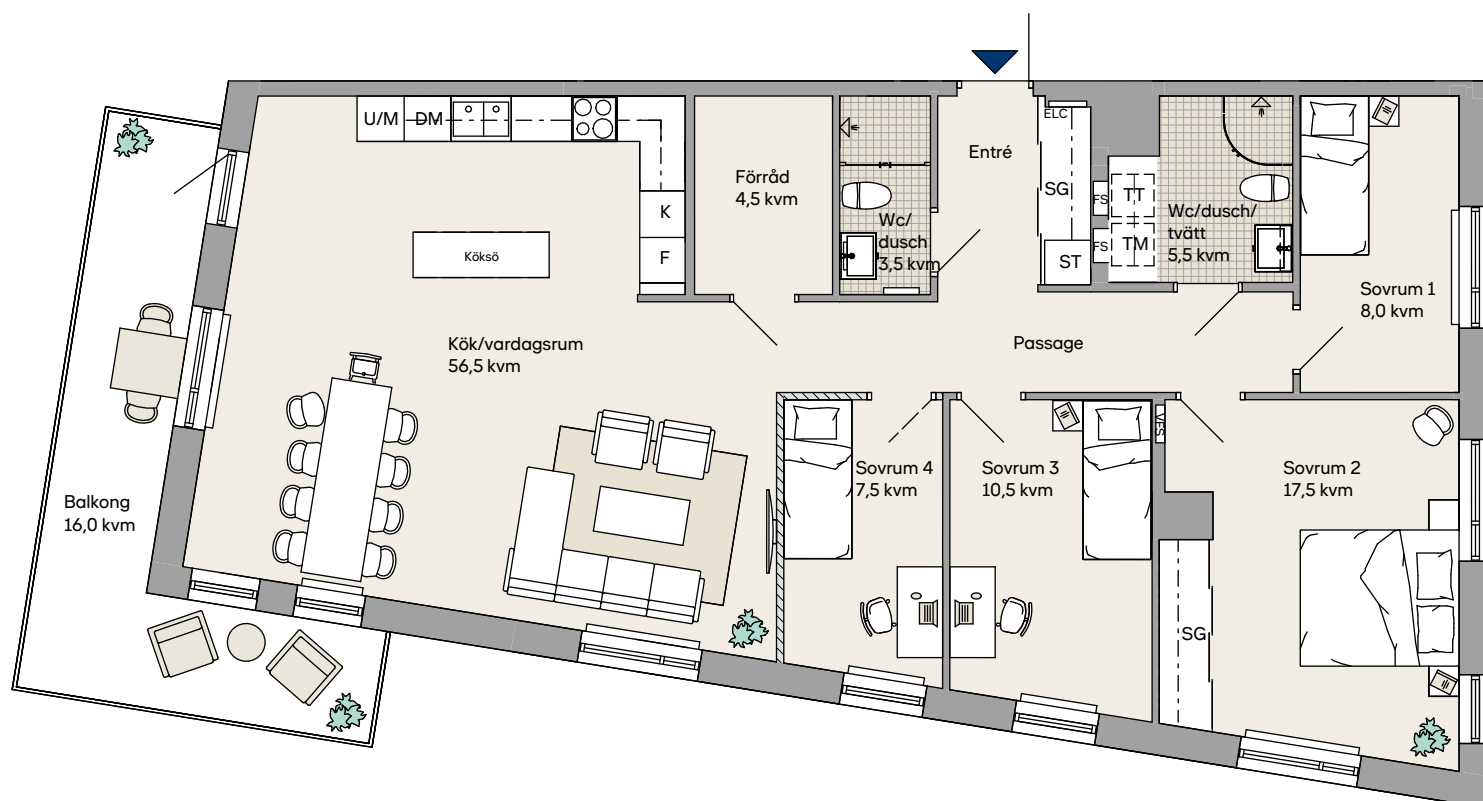 U/M
DM
K
F
Köksö
Förråd
4,5 kvm
Wc/
dusch
3,5 kvm
Entré
ELC
SG
ST
FS
FS
TT
TM
Wc/dusch/
tvätt
5,5 kvm
Sovrum 1
8,0 kvm
Kök/vardagsrum
56,5 kvm
Passage
Balkong
16,0 kvm
Sovrum 4
7,5 kvm
Sovrum 3
10,5 kvm
VFS
Sovrum 2
17,5 kvm
SG